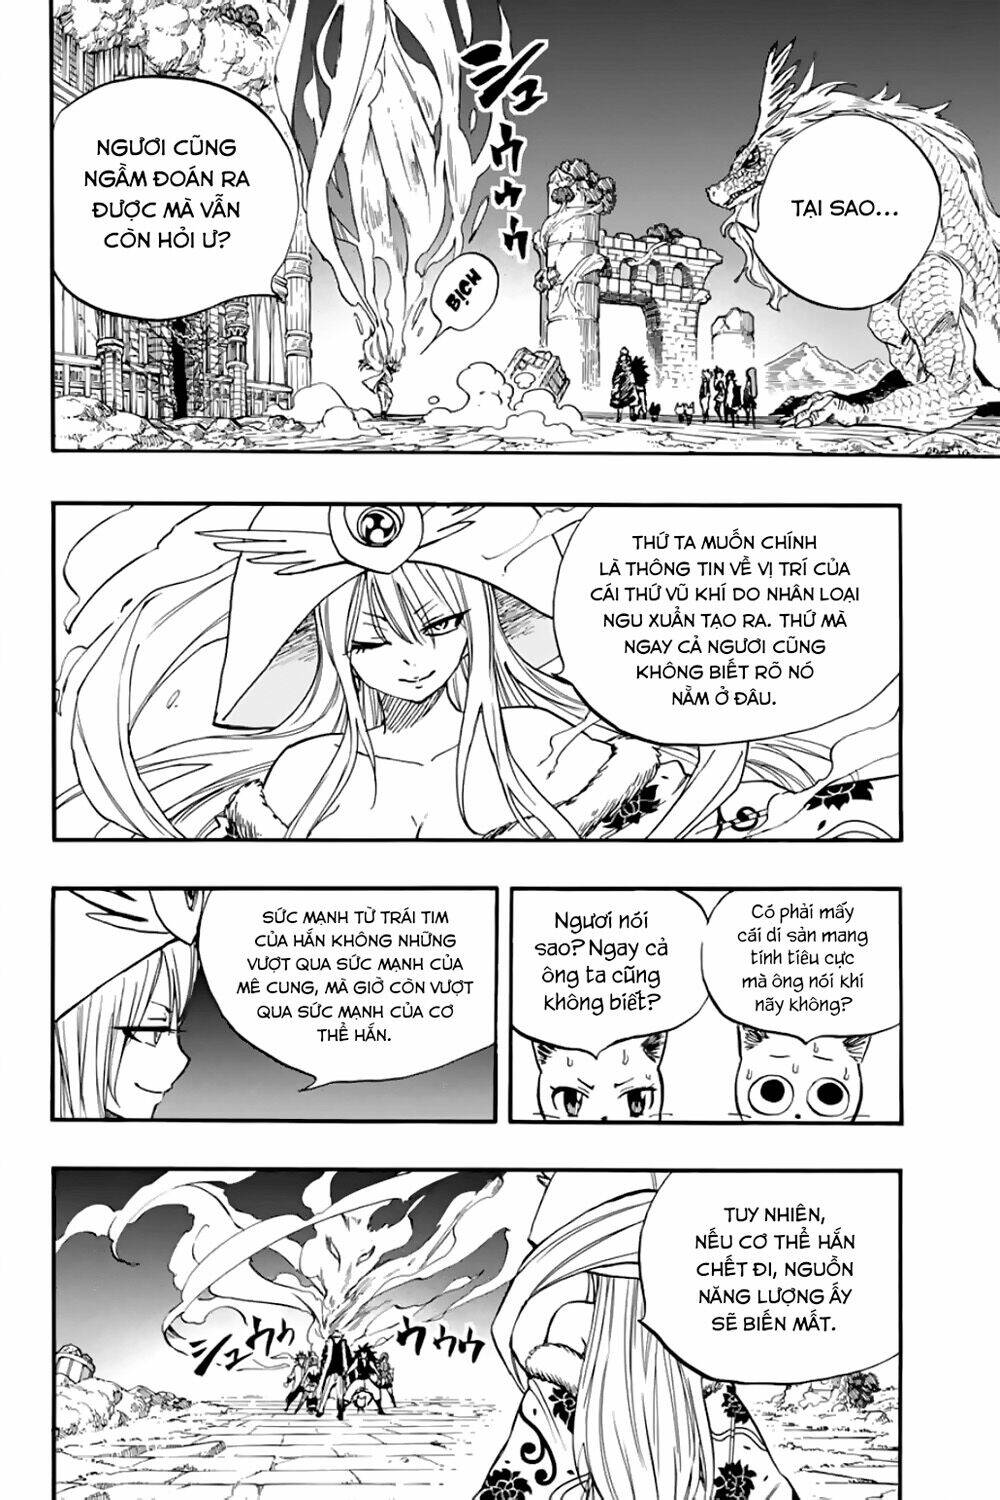 TẠI SAO...
NGƯƠI CŨNG
NGẦM ĐOÁN RA
ĐƯỢC MÀ VẪN
CÒN HỎI Ư?
シュウウウ
BỊCH
THỨ TA MUỐN CHÍNH
LÀ THÔNG TIN VỀ VỊ TRÍ CỦA
CÁI THỨ VŨ KHÍ DO NHÂN LOẠI
NGU XUẨN TẠO RA. THỨ MÀ
NGAY CẢ NGƯƠI CŨNG
KHÔNG BIẾT RÕ NÓ
NẰM Ở ĐÂU.
Có phải mấy
cái di sản mang
tính tiêu cực
mà ông nói khi
nãy không?
Ngươi nói
sao? Ngay cả
ông ta cũng
không biết?
SỨC MẠNH TỪ TRÁI TIM
CỦA HẮN KHÔNG NHỮNG
VƯỢT QUA SỨC MẠNH CỦA
MÊ CUNG, MÀ GIỜ CÒN VƯỢT
QUA SỨC MẠNH CỦA CƠ
THỂ HẮN.
TUY NHIÊN,
NẾU CƠ THỂ HẮN
CHẾT ĐI, NGUỒN
NĂNG LƯỢNG ẤY
SẼ BIẾN MẤT.
シュウゥゥ
ウゥゥゥ